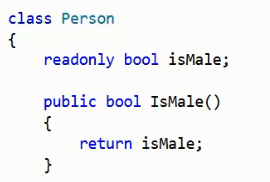 class Person
{
    readonly bool isMale;

    public bool IsMale()
    {
        return isMale;
    }